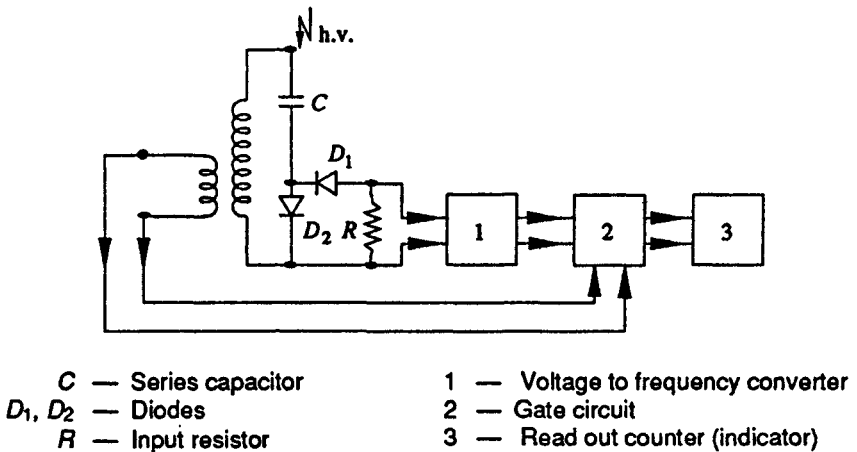 h.v.
C
D1
D2
R
1
2
3
C — Series capacitor
D1, D2 — Diodes
R — Input resistor
1 — Voltage to frequency converter
2 — Gate circuit
3 — Read out counter (indicator)